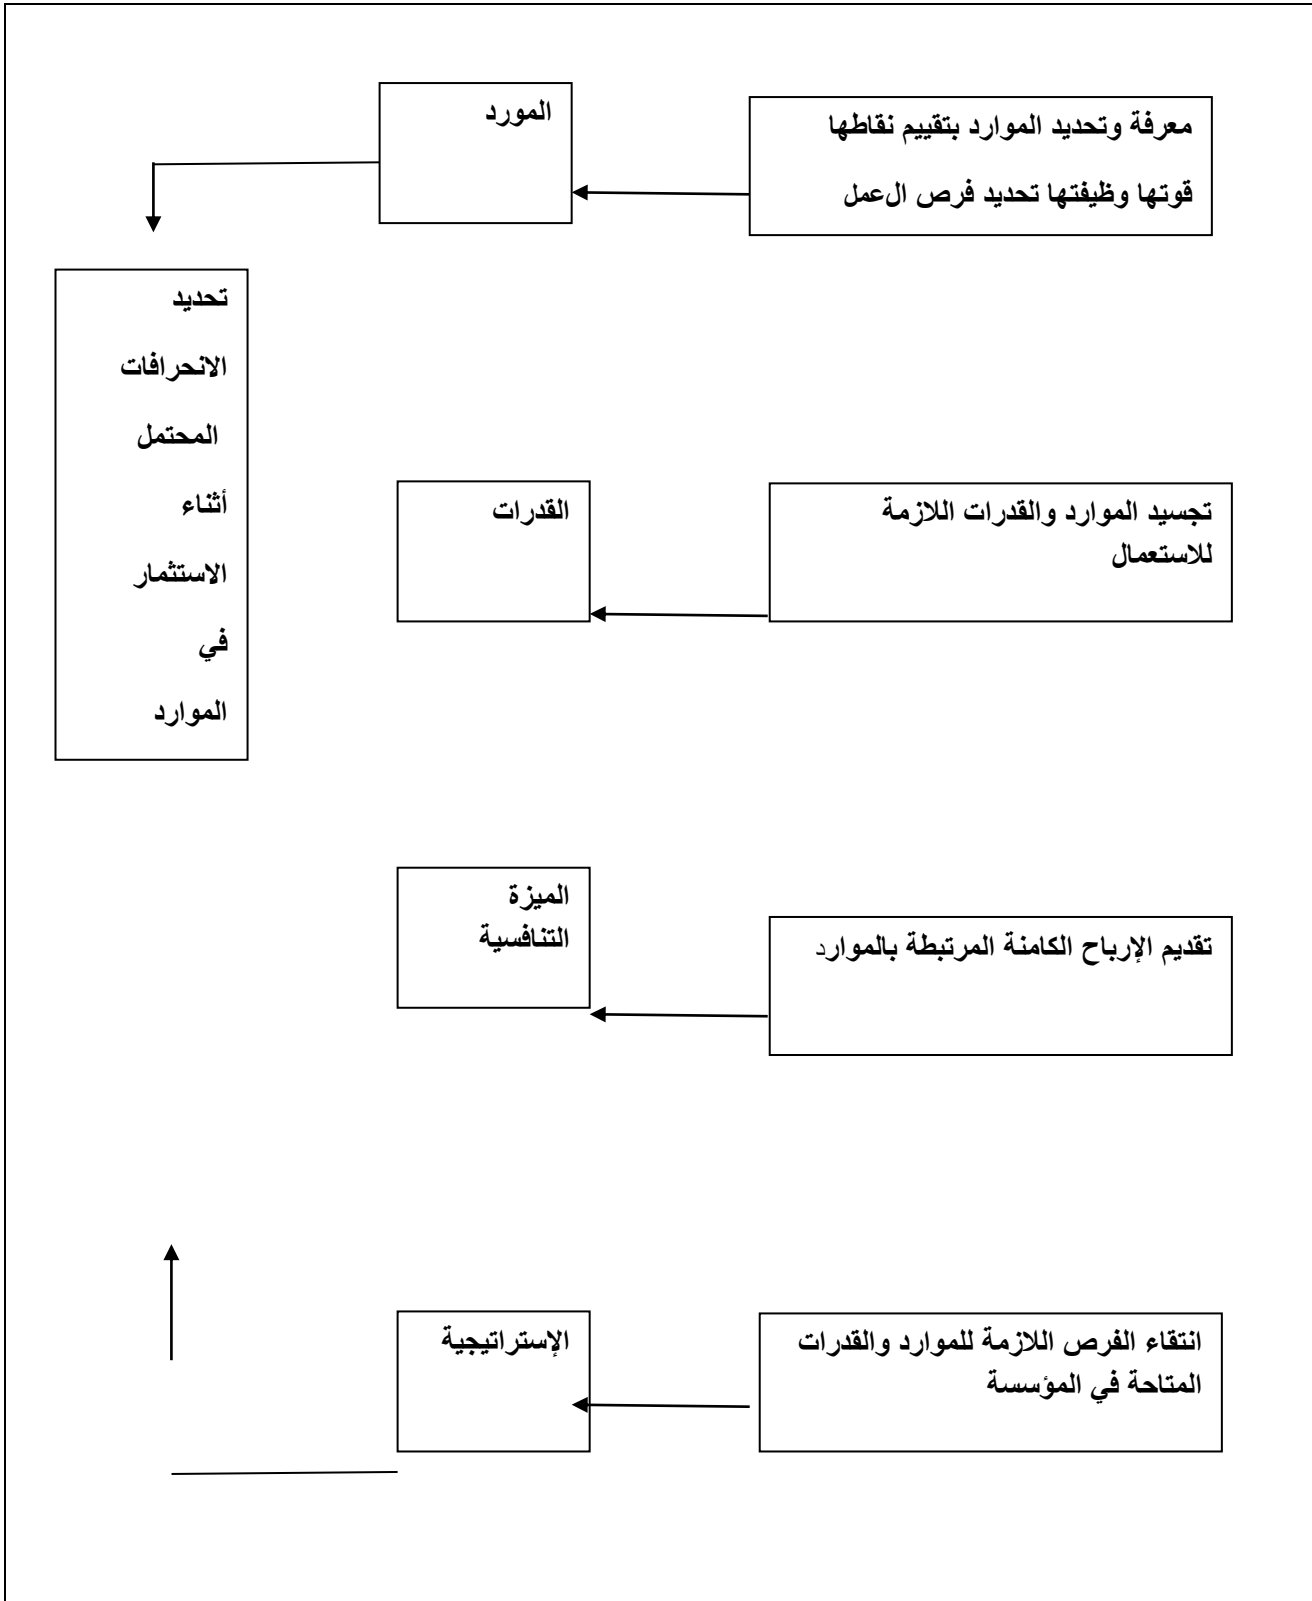 معرفة وتحديد الموارد بتقييم نقاطها
قوتها وظيفتها تحديد فرص العمل
المورد
تحديد
الانحرافات
المحتمل
أثناء
الاستثمار
في
الموارد
تجسيد الموارد والقدرات اللازمة
للاستعمال
القدرات
تقديم الإرباح الكامنة المرتبطة بالموارد
الميزة
التنافسية
انتقاء الفرص اللازمة للموارد والقدرات
المتاحة في المؤسسة
الإستراتيجية